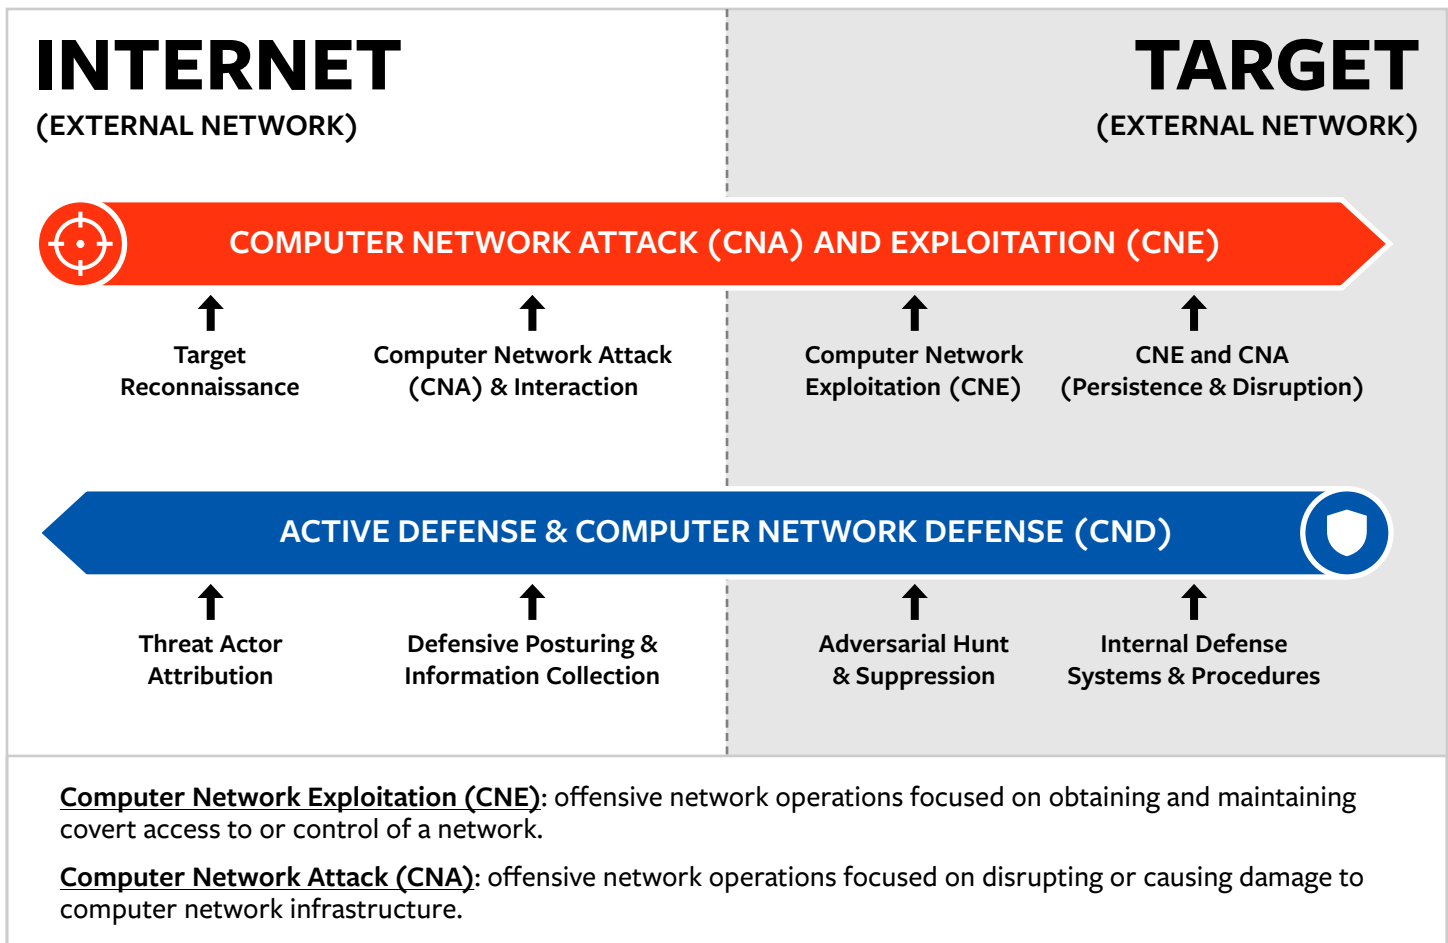 INTERNET
(EXTERNAL NETWORK)
TARGET
(EXTERNAL NETWORK)
COMPUTER NETWORK ATTACK (CNA) AND EXPLOITATION (CNE)
Target
Reconnaissance
Computer Network Attack
(CNA) & Interaction
Computer Network
Exploitation (CNE)
CNE and CNA
(Persistence & Disruption)
ACTIVE DEFENSE & COMPUTER NETWORK DEFENSE (CND)
Threat Actor
Attribution
Defensive Posturing &
Information Collection
Adversarial Hunt
& Suppression
Internal Defense
Systems & Procedures
Computer Network Exploitation (CNE): offensive network operations focused on obtaining and maintaining
covert access to or control of a network.
Computer Network Attack (CNA): offensive network operations focused on disrupting or causing damage to
computer network infrastructure.